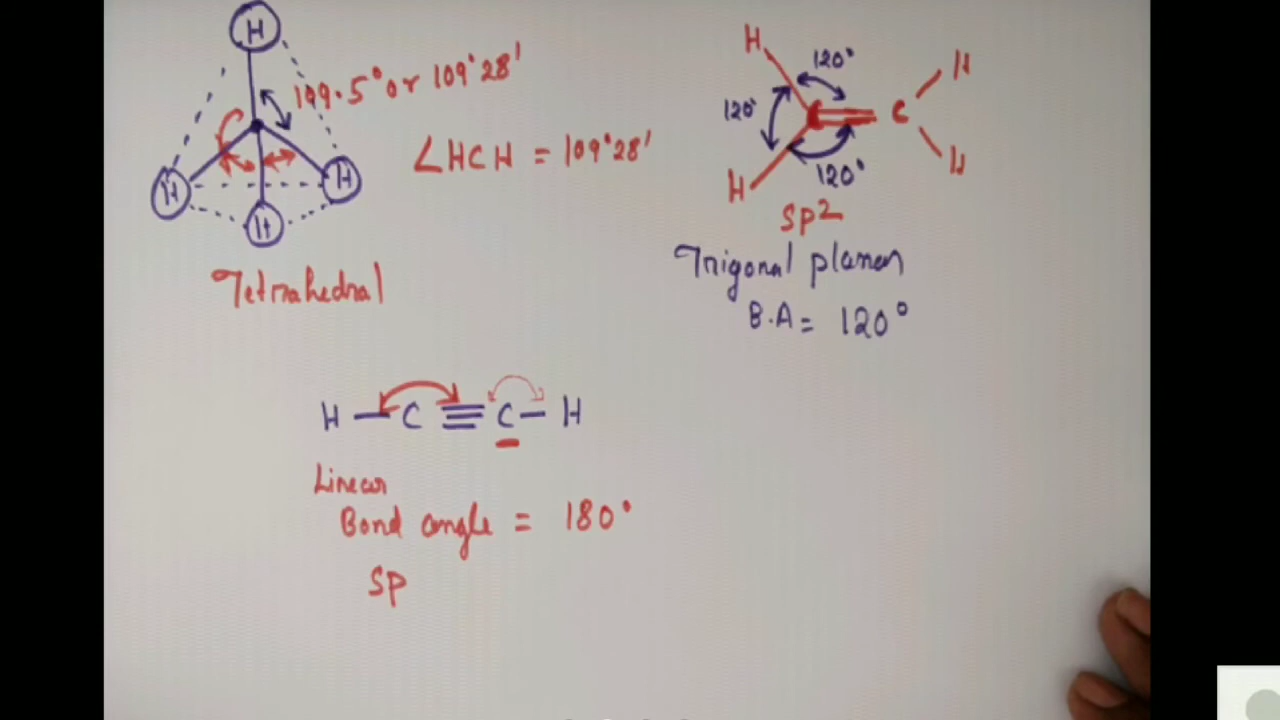 H
109.5° or 109°28'
H H
H
∠HCH = 109°28'
Tetrahedral
H 120° H
120° C = C
H 120° H
Sp2
Trigonal planar
B.A = 120°
H — C ≡ C — H
Linear
Bond angle = 180°
Sp